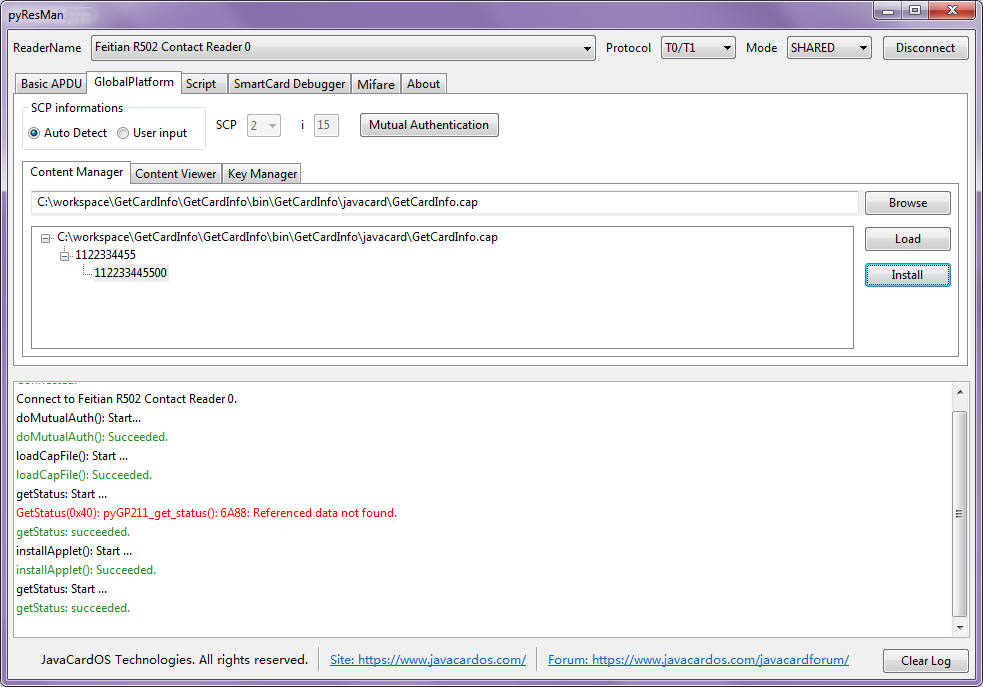 pyResMan
ReaderName Feitian R502 Contact Reader 0 Protocol T0/T1 Mode SHARED Disconnect
Basic APDU GlobalPlatform Script SmartCard Debugger Mifare About
SCP informations
Auto Detect User input SCP 2 i 15 Mutual Authentication
Content Manager Content Viewer Key Manager
C:\workspace\GetCardInfo\GetCardInfo\bin\GetCardInfo\javacard\GetCardInfo.cap Browse
C:\workspace\GetCardInfo\GetCardInfo\bin\GetCardInfo\javacard\GetCardInfo.cap Load
1122334455
112233445500 Install
Connect to Feitian R502 Contact Reader 0.
doMutualAuth(): Start...
doMutualAuth(): Succeeded.
loadCapFile(): Start ...
loadCapFile(): Succeeded.
getStatus: Start ...
GetStatus(0x40): pyGP211_get_status(): 6A88: Referenced data not found.
getStatus: succeeded.
installApplet(): Start ...
installApplet(): Succeeded.
getStatus: Start ...
getStatus: succeeded.
JavaCardOS Technologies. All rights reserved. Site: https://www.javacardos.com/ Forum: https://www.javacardos.com/javacardforum/ Clear Log